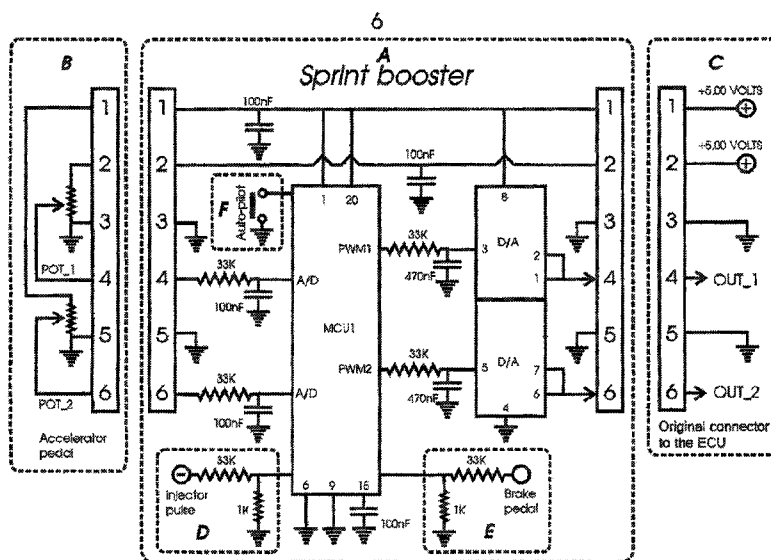 6
B
1
2
3
4
5
6
POT_1
POT_2
Accelerator
pedal
A
Sprint booster
1
2
3
4
5
6
100nF
100nF
F
Auto-pilot
1
20
8
33K
100nF
A/D
PWM1
33K
470nF
3
D/A
2
1
MCU1
33K
100nF
A/D
PWM2
33K
470nF
5
D/A
7
6
4
33K
Injector
pulse
1K
D
6
9
15
100nF
33K
Brake
pedal
1K
E
1
2
3
4
5
6
C
1
2
3
4
5
6
+5.00 VOLTS
+5.00 VOLTS
OUT_1
OUT_2
Original connector
to the ECU